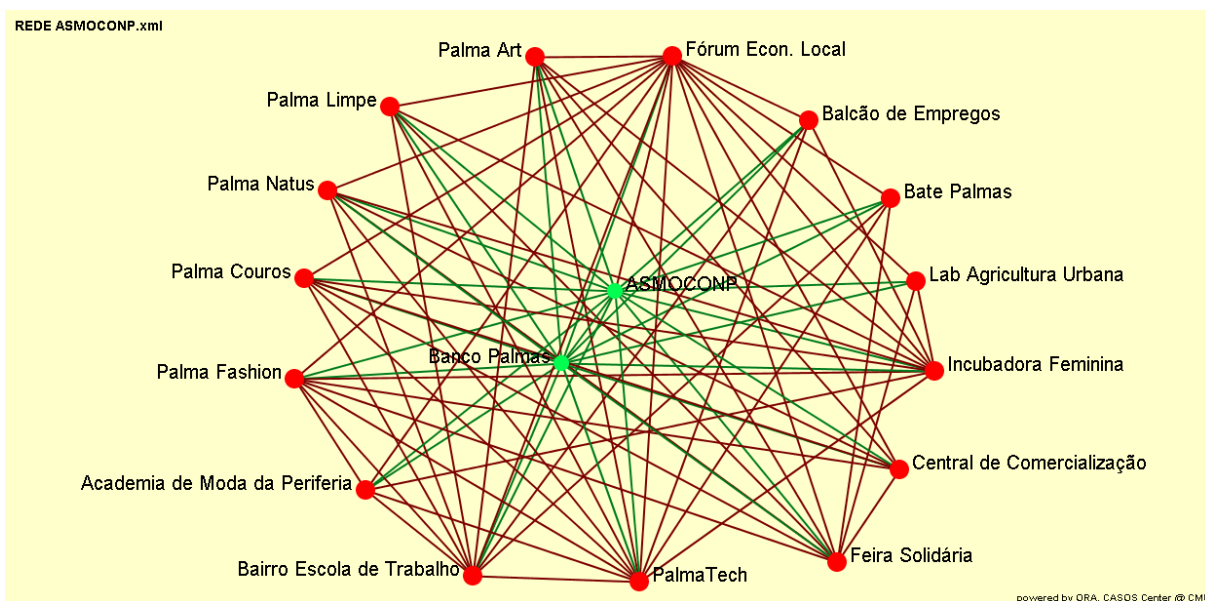 REDE ASMOCONP.xml
Palma Art
Fórum Econ. Local
Palma Limpe
Balcão de Empregos
Palma Natus
Bate Palmas
Palma Couros
ASMOCONP
Lab Agricultura Urbana
Banco Palmas
Palma Fashion
Incubadora Feminina
Academia de Moda da Periferia
Central de Comercialização
Bairro Escola de Trabalho
PalmaTech
Feira Solidária
powered by ORA, CASOS Center @ CMU